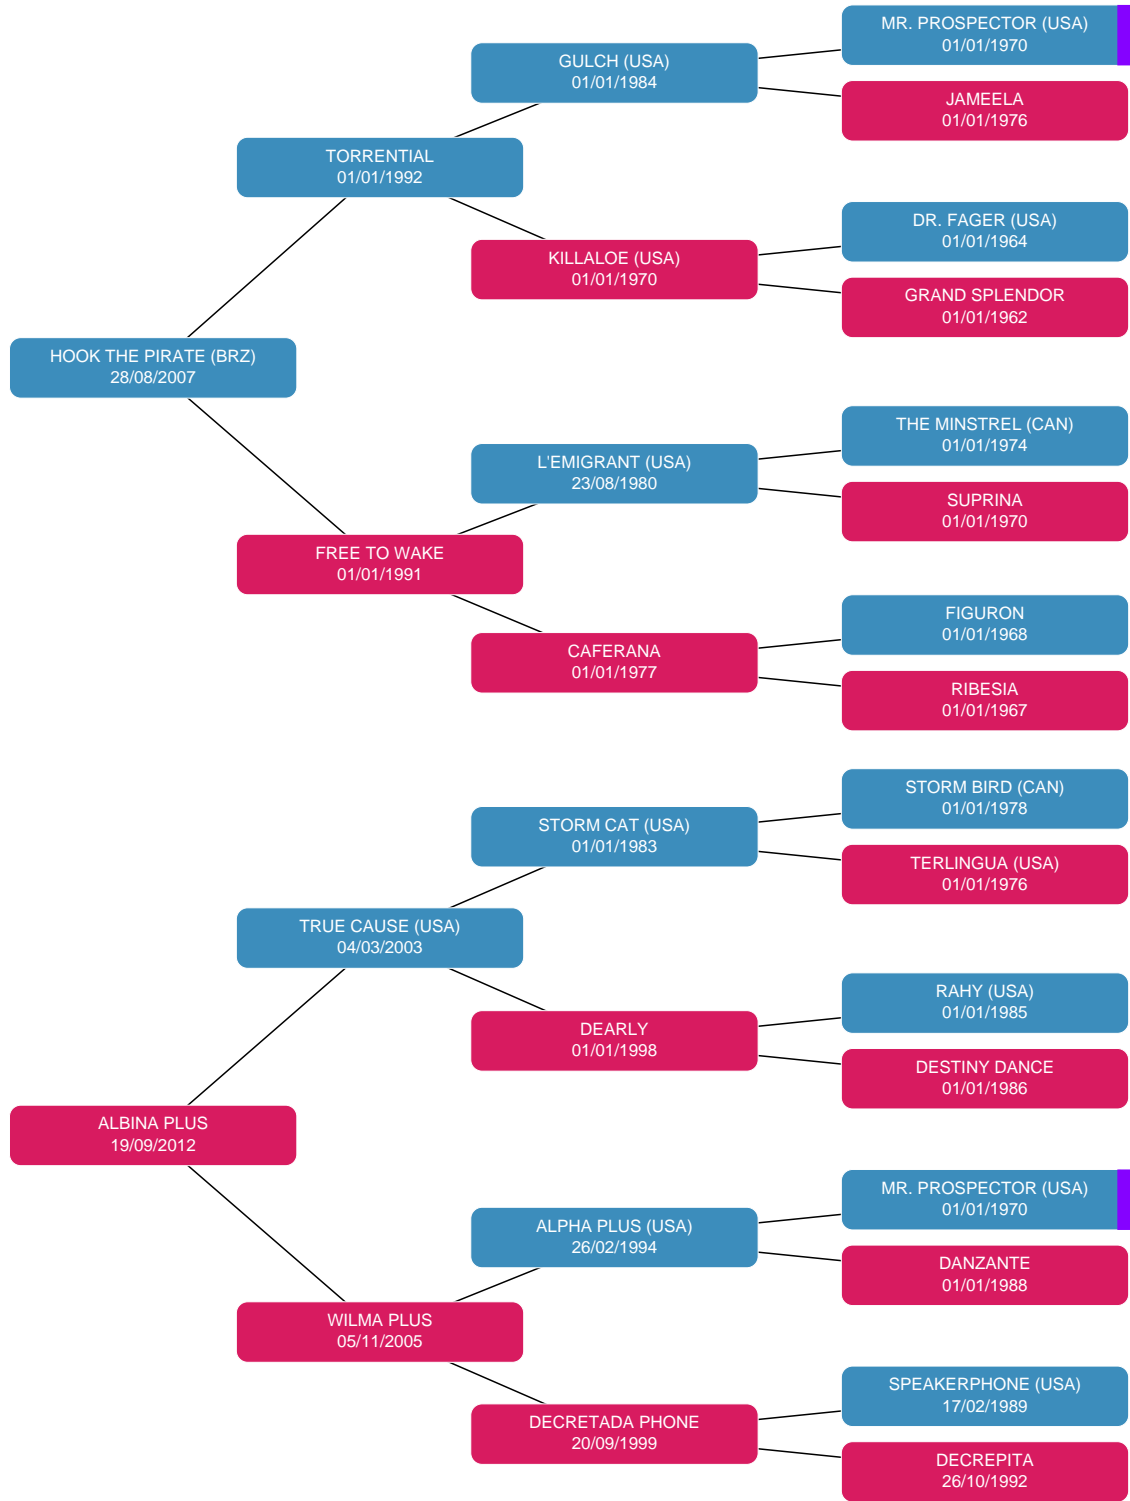 MR. PROSPECTOR (USA)
01/01/1970
GULCH (USA)
01/01/1984
JAMEELA
01/01/1976
TORRENTIAL
01/01/1992
DR. FAGER (USA)
01/01/1964
KILLALOE (USA)
01/01/1970
GRAND SPLENDOR
01/01/1962
HOOK THE PIRATE (BRZ)
28/08/2007
THE MINSTREL (CAN)
01/01/1974
L'EMIGRANT (USA)
23/08/1980
SUPRINA
01/01/1970
FREE TO WAKE
01/01/1991
FIGURON
01/01/1968
CAFERANA
01/01/1977
RIBESIA
01/01/1967
STORM BIRD (CAN)
01/01/1978
STORM CAT (USA)
01/01/1983
TERLINGUA (USA)
01/01/1976
TRUE CAUSE (USA)
04/03/2003
RAHY (USA)
01/01/1985
DEARLY
01/01/1998
DESTINY DANCE
01/01/1986
ALBINA PLUS
19/09/2012
MR. PROSPECTOR (USA)
01/01/1970
ALPHA PLUS (USA)
26/02/1994
DANZANTE
01/01/1988
WILMA PLUS
05/11/2005
SPEAKERPHONE (USA)
17/02/1989
DECRETADA PHONE
20/09/1999
DECREPITA
26/10/1992